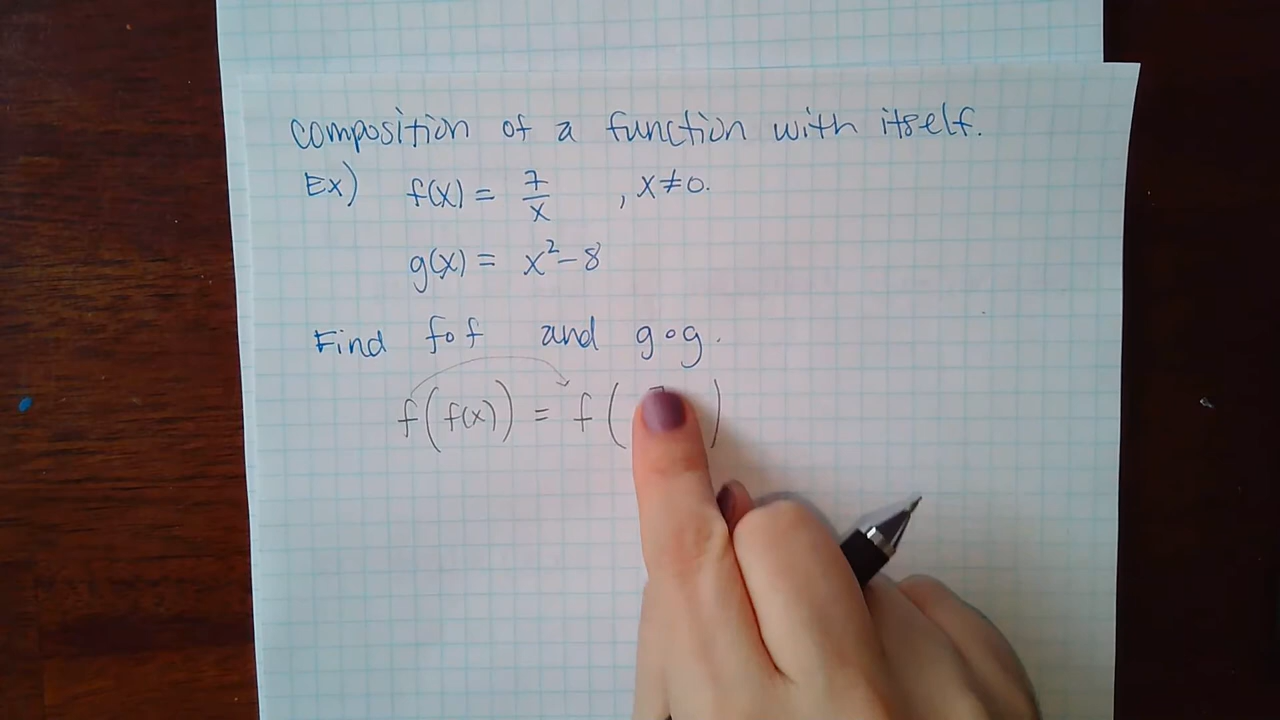 composition of a function with itself.
Ex) f(x) = 7/x , x≠0.
g(x) = x²-8
Find f∘f and g∘g.
f(f(x)) = f( )